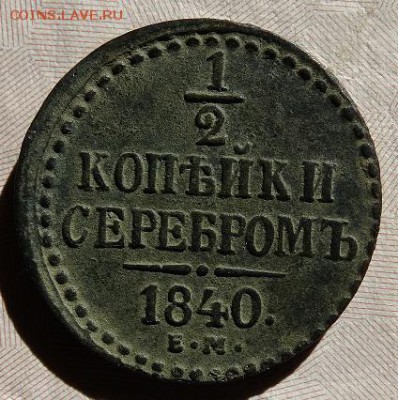 COINS.LAVE.RU
1
2
КОПѢЙКИ
СЕРЕБРОМЪ
1840.
Е·М·